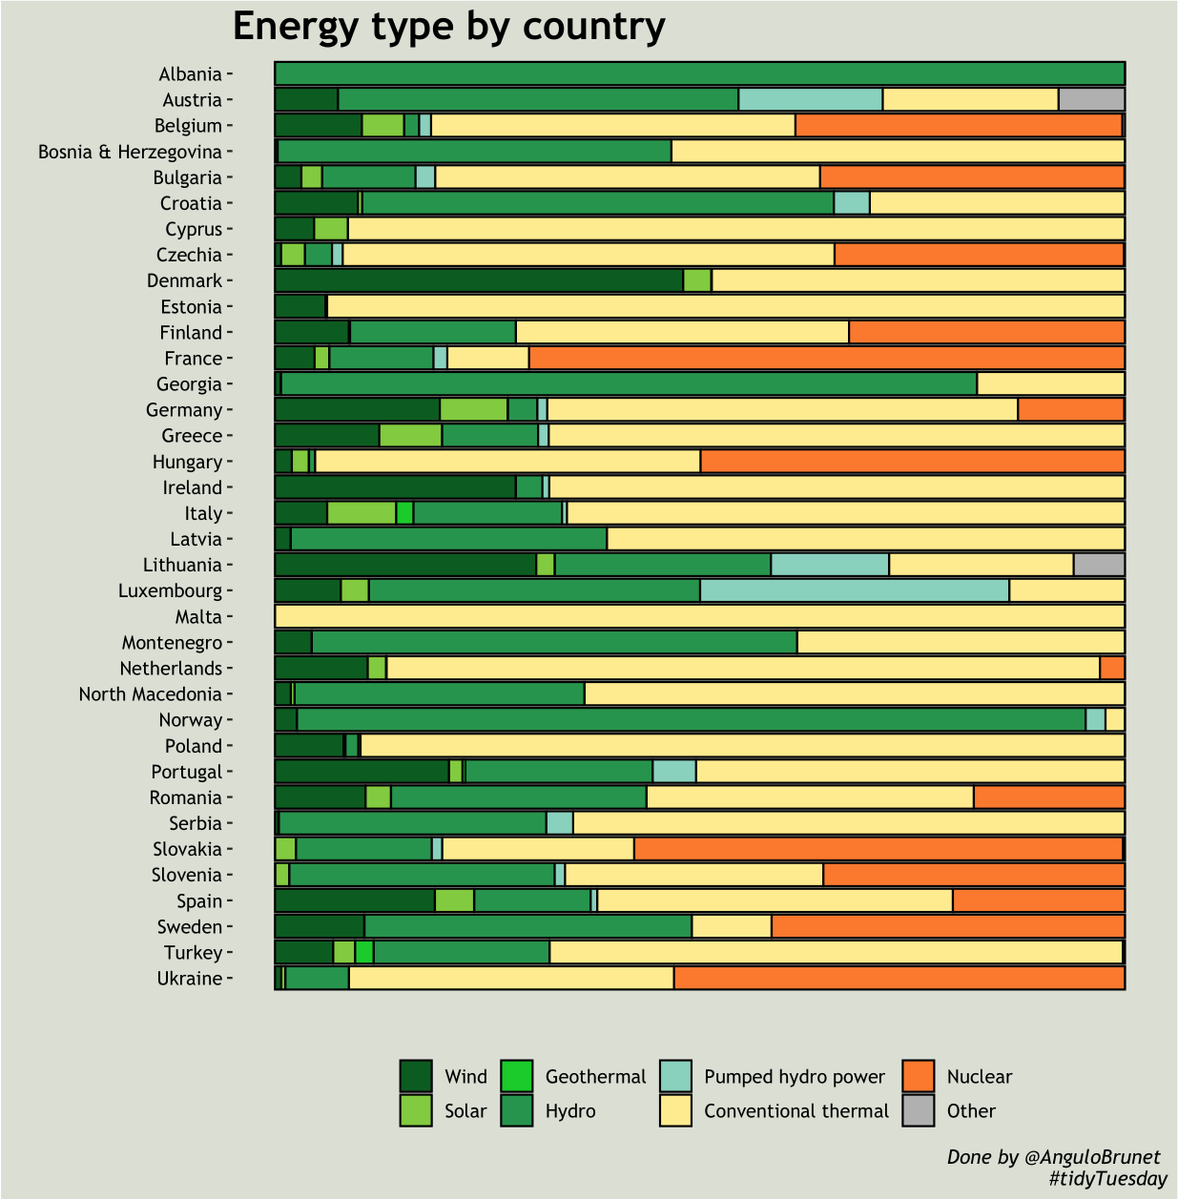 Energy type by country
Albania
Austria
Belgium
Bosnia & Herzegovina
Bulgaria
Croatia
Cyprus
Czechia
Denmark
Estonia
Finland
France
Georgia
Germany
Greece
Hungary
Ireland
Italy
Latvia
Lithuania
Luxembourg
Malta
Montenegro
Netherlands
North Macedonia
Norway
Poland
Portugal
Romania
Serbia
Slovakia
Slovenia
Spain
Sweden
Turkey
Ukraine
Wind Geothermal Pumped hydro power Nuclear
Solar Hydro Conventional thermal Other
Done by @AnguloBrunet
#tidyTuesday